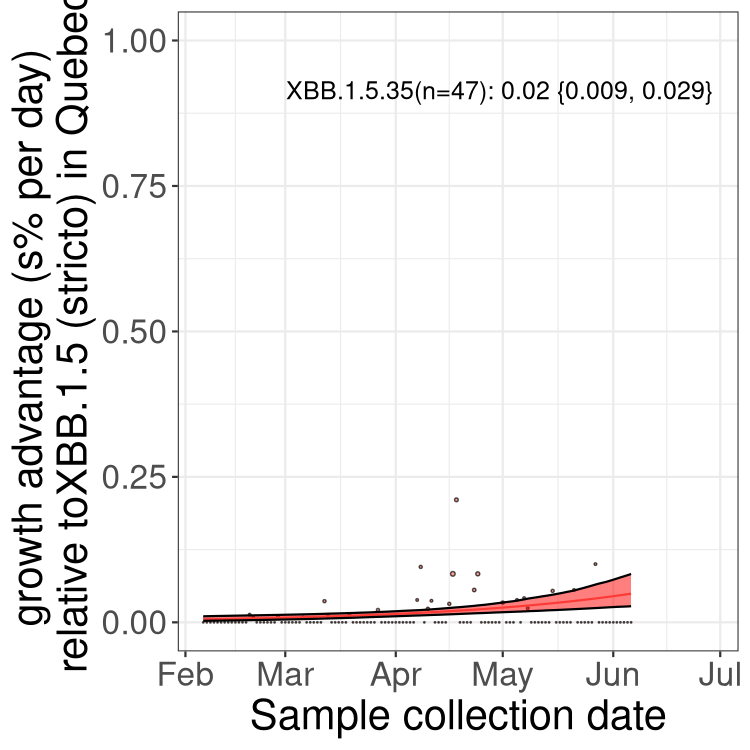 growth advantage (s% per day)
relative toXBB.1.5 (stricto) in Quebec
1.00
0.75
0.50
0.25
0.00
XBB.1.5.35(n=47): 0.02 {0.009, 0.029}
Feb Mar Apr May Jun Jul
Sample collection date